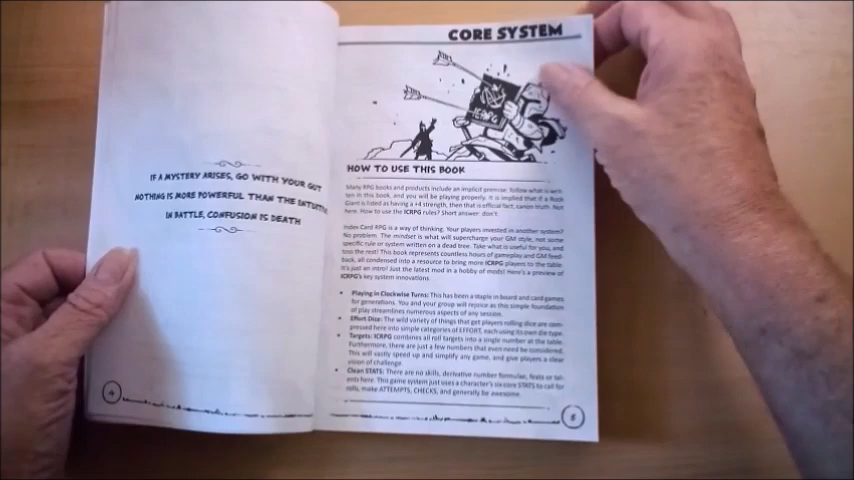 IF A MYSTERY ARISES, GO WITH YOUR GUT
NOTHING IS MORE POWERFUL THAN THE INTUITIVE
IN BATTLE, CONFUSION IS DEATH
4
CORE SYSTEM
ICRPG
HOW TO USE THIS BOOK
Many RPG books and products include an implicit premise: follow what is writ-
ten in this book, and you will be playing properly. It is implied that if a Rock
Giant is listed as having a +4 strength, then that is official fact, canon truth. Not
here. How to use the ICRPG rules? Short answer: don't.
Index Card RPG is a way of thinking. Your players invested in another system?
No problem. The mindset is what will supercharge your GM style, not some
specific rule or system written on a dead tree. Take what is useful for you, and
toss the rest! This book represents countless hours of gameplay and GM feed-
back, all condensed into a resource to bring more ICRPG players to the table.
It's just an intro! Just the latest mod in a hobby of mods! Here's a preview of
ICRPG's key system innovations.
• Playing in Clockwise Turns: This has been a staple in board and card games
for generations. You and your group will rejoice as this simple foundation
of play streamlines numerous aspects of any session.
• Effort Dice: The wild variety of things that get players rolling dice are com-
pressed here into simple categories of EFFORT, each using its own die type.
• Targets: ICRPG combines all roll targets into a single number at the table.
Furthermore, there are just a few numbers that even need be considered.
This will vastly speed up and simplify any game, and give players a clear
vision of challenge.
• Clean STATS: There are no skills, derivative number formulae, feats or tal-
ents here. This game system just uses a character's six core STATS to call for
rolls, make ATTEMPTS, CHECKS, and generally be awesome.
5